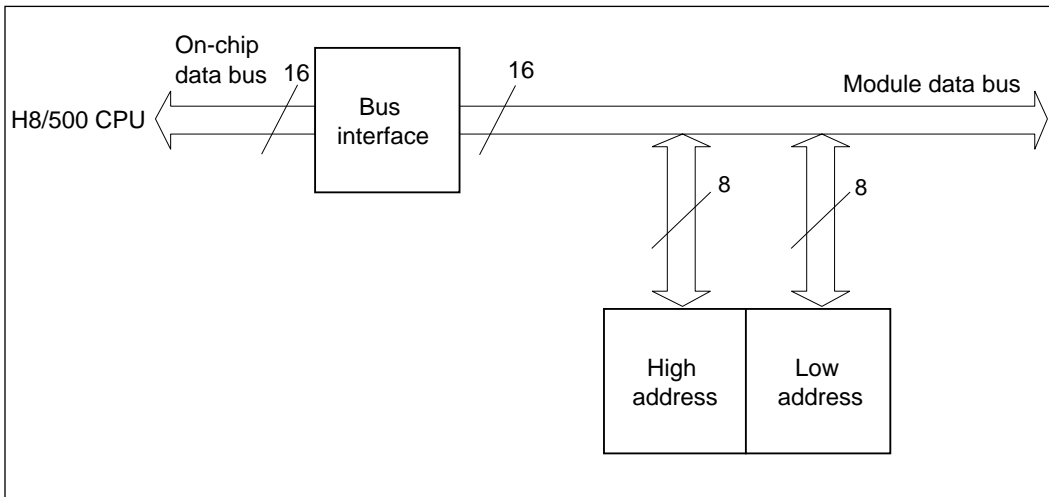 On-chip
data bus
16
H8/500 CPU
Bus
interface
16
Module data bus
8
8
High
address
Low
address